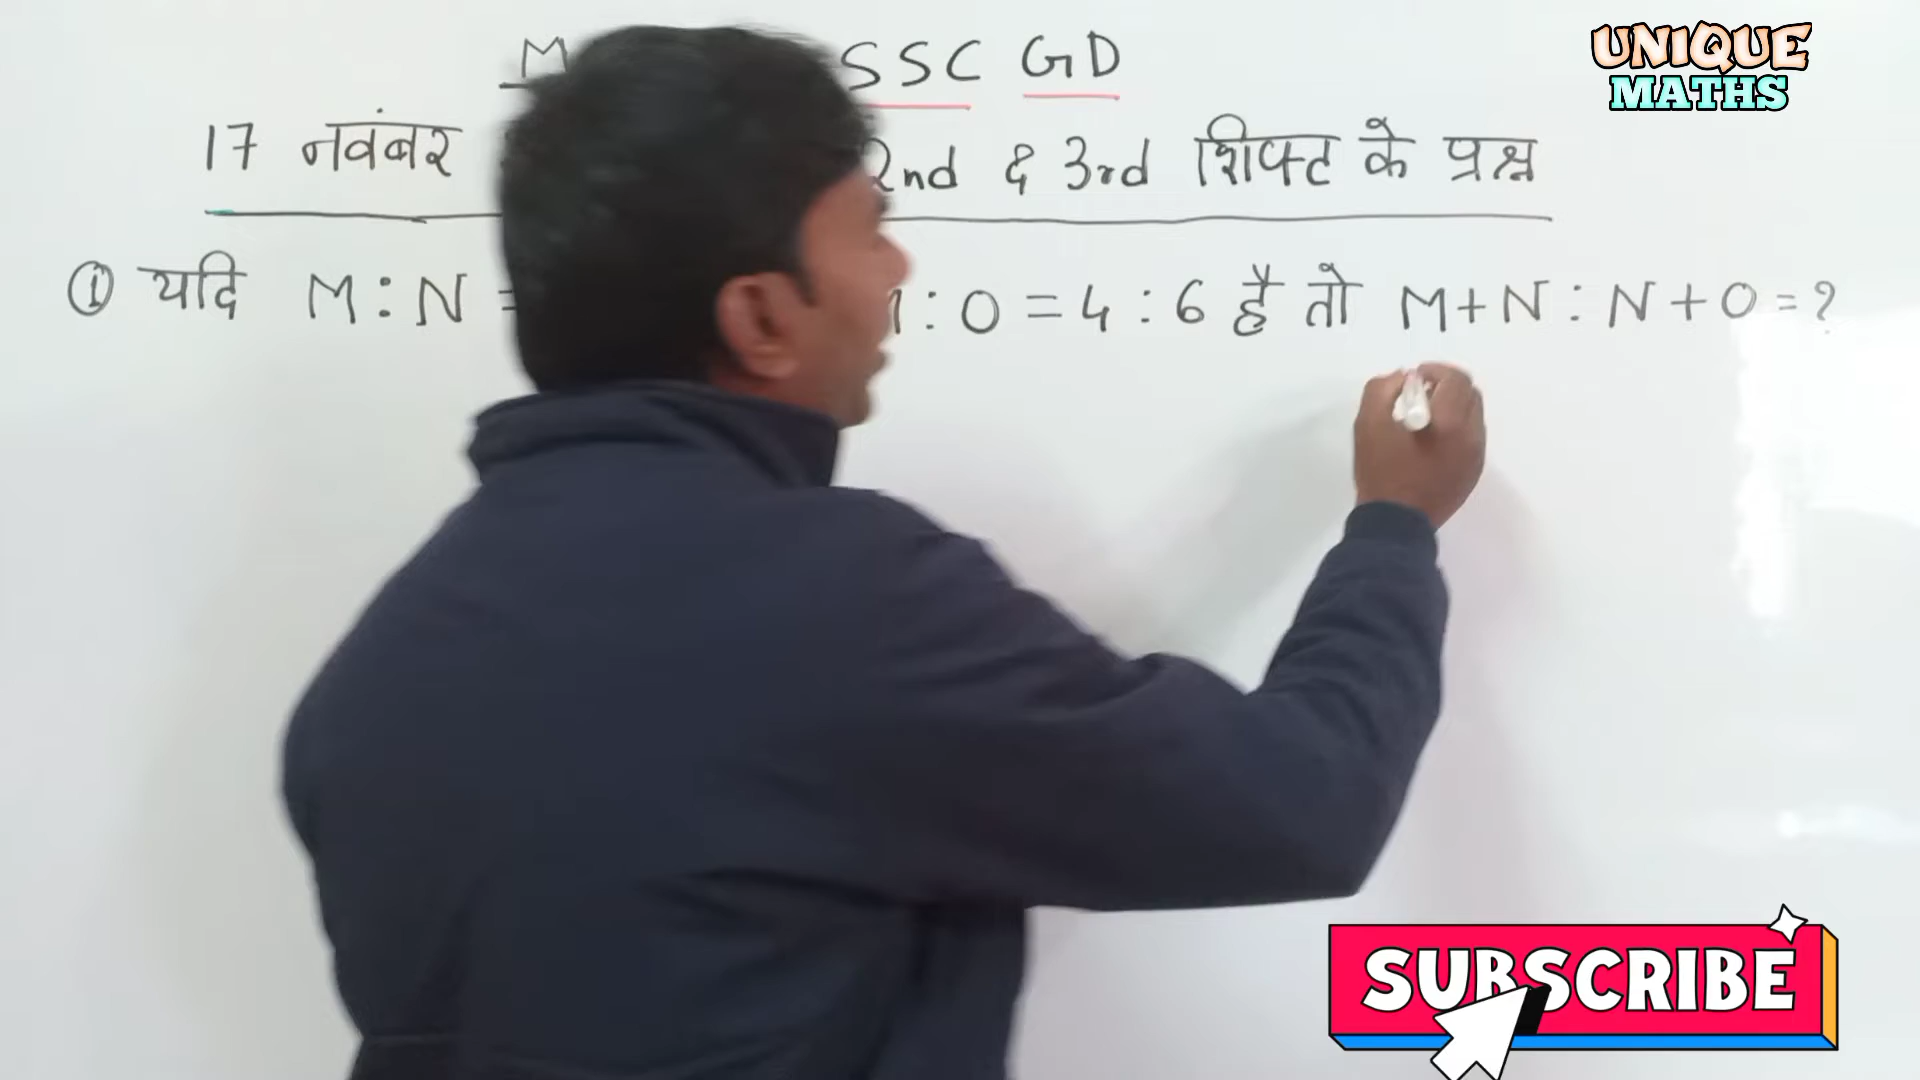 SSC GD
UNIQUE
MATHS
17 नवंबर 2nd & 3rd शिफ्ट के प्रश्न
① यदि M : N = : O = 4 : 6 है तो M + N : N + O = ?
SUBSCRIBE